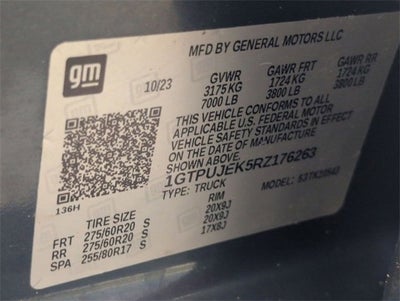 gm
MFD BY GENERAL MOTORS LLC
10/23
GVWR GAWR FRT GAWR RR
3175 KG 1724 KG 1724 KG
7000 LB 3800 LB 3800 LB
THIS VEHICLE CONFORMS TO ALL
APPLICABLE U.S. FEDERAL MOTOR
VEHICLE SAFETY STANDARDS IN EFFECT
ON THE DATE OF MANUFACTURE
SHOWN ABOVE.
1GTPUJEK5RZ176263
TYPE: TRUCK MODEL:
136H
TIRE SIZE RIM
FRT 275/60R20 S 20X9J
RR 275/60R20 S 20X9J
SPA 255/80R17 S 17X8J